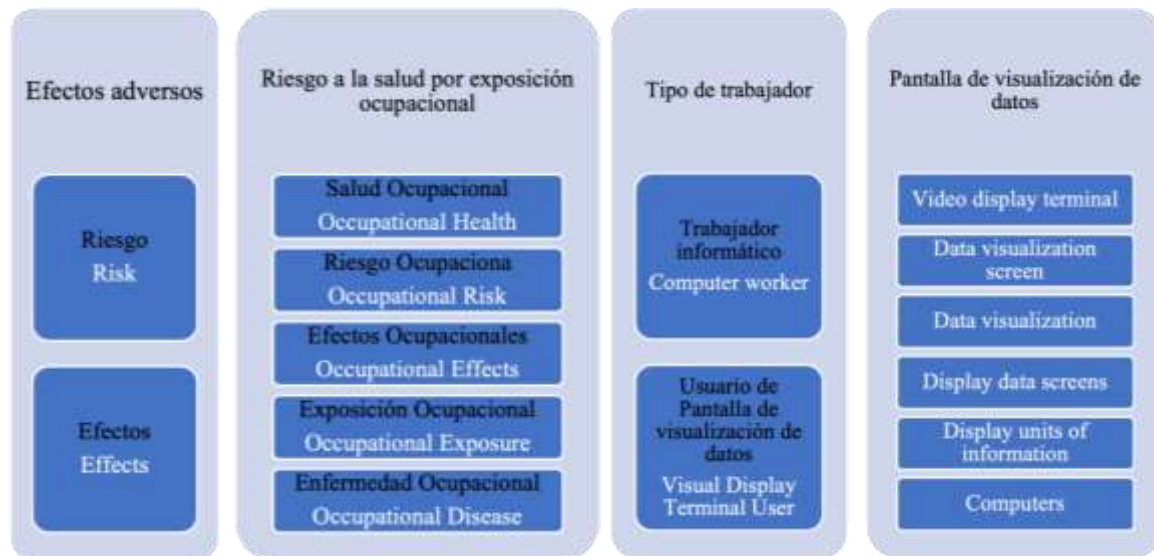 Efectos adversos
Riesgo
Risk
Efectos
Effects
Riesgo a la salud por exposición
ocupacional
Salud Ocupacional
Occupational Health
Riesgo Ocupaciona
Occupational Risk
Efectos Ocupacionales
Occupational Effects
Exposición Ocupacional
Occupational Exposure
Enfermedad Ocupacional
Occupational Disease
Tipo de trabajador
Trabajador
informático
Computer worker
Usuario de
Pantalla de
visualización de
datos
Visual Display
Terminal User
Pantalla de visualización de
datos
Video display terminal
Data visualization
screen
Data visualization
Display data screens
Display units of
information
Computers